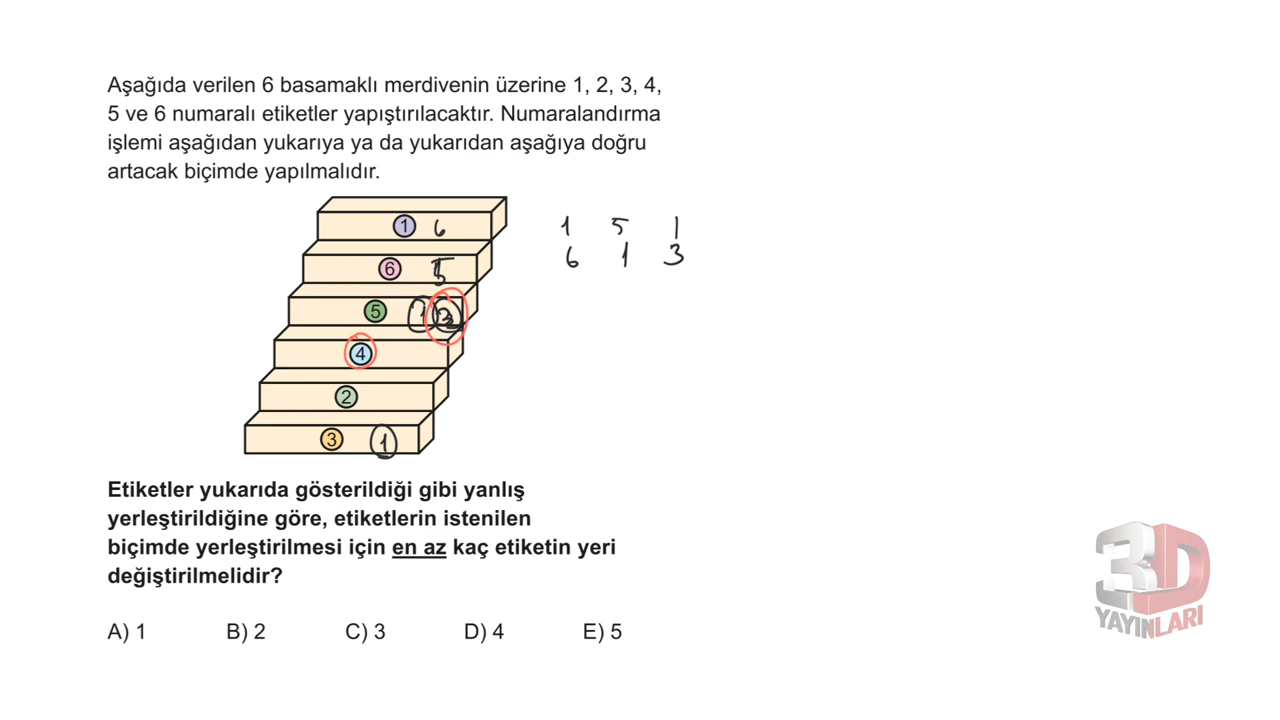 Aşağıda verilen 6 basamaklı merdivenin üzerine 1, 2, 3, 4,
5 ve 6 numaralı etiketler yapıştırılacaktır. Numaralandırma
işlemi aşağıdan yukarıya ya da yukarıdan aşağıya doğru
artacak biçimde yapılmalıdır.
1 6 1 5 1
6 1 3
6 5
5
4
2
3 1
Etiketler yukarıda gösterildiği gibi yanlış
yerleştirildiğine göre, etiketlerin istenilen
biçimde yerleştirilmesi için en az kaç etiketin yeri
değiştirilmelidir?
A) 1 B) 2 C) 3 D) 4 E) 5
3D
YAYINLARI